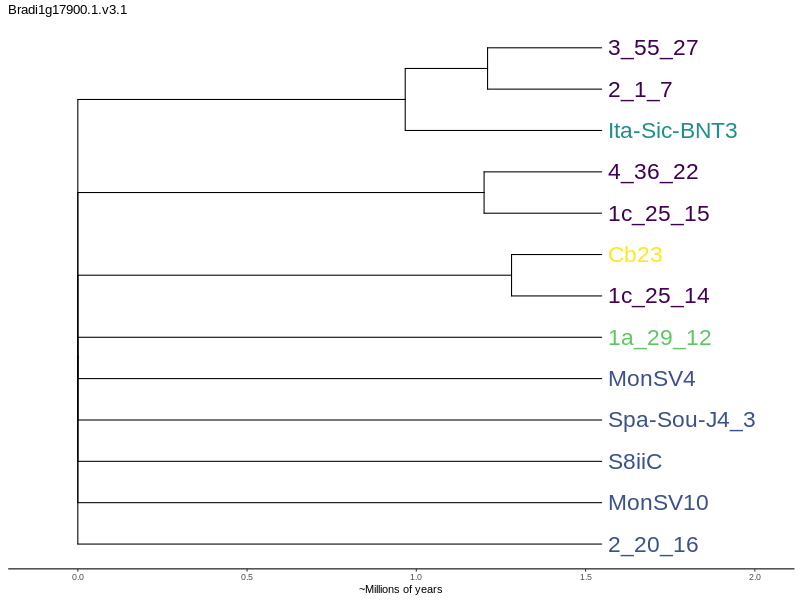 Bradi1g17900.1.v3.1
3_55_27
2_1_7
Ita-Sic-BNT3
4_36_22
1c_25_15
Cb23
1c_25_14
1a_29_12
MonSV4
Spa-Sou-J4_3
S8iiC
MonSV10
2_20_16
0.0 0.5 1.0 1.5 2.0
~Millions of years